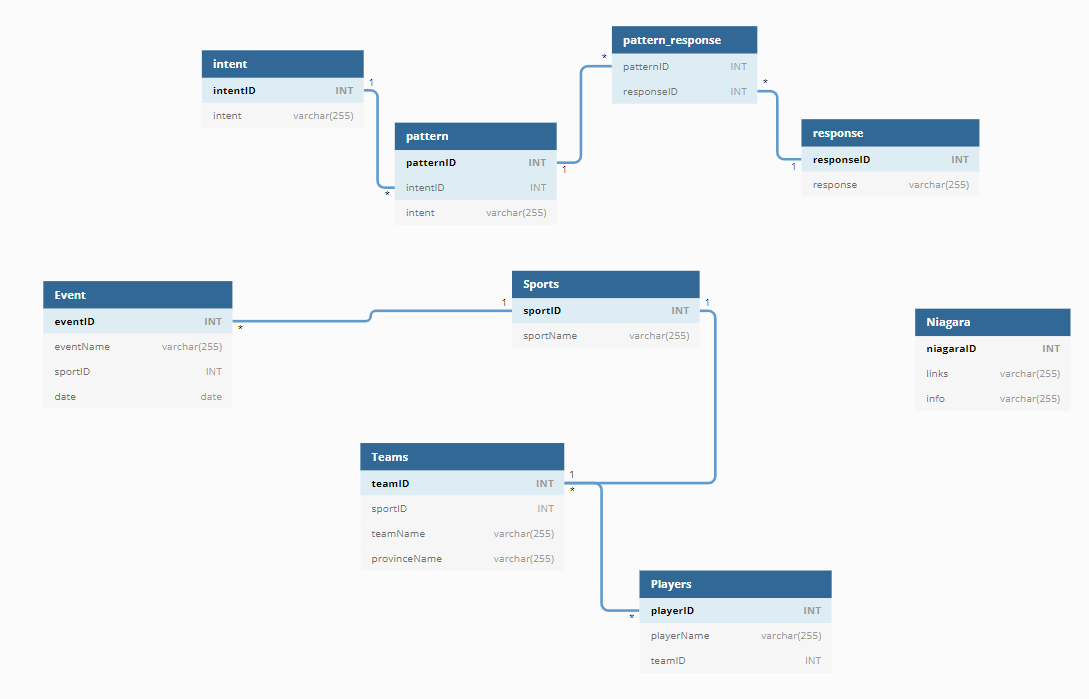 intent
intentID INT
intent varchar(255)
1
*
pattern
patternID INT
intentID INT
intent varchar(255)
1
*
pattern_response
patternID INT
responseID INT
*
1
response
responseID INT
response varchar(255)
Event
eventID INT
eventName varchar(255)
sportID INT
date date
*
1
Sports
sportID INT
sportName varchar(255)
1
Niagara
niagaraID INT
links varchar(255)
info varchar(255)
Teams
teamID INT
sportID INT
teamName varchar(255)
provinceName varchar(255)
1
*
*
Players
playerID INT
playerName varchar(255)
teamID INT